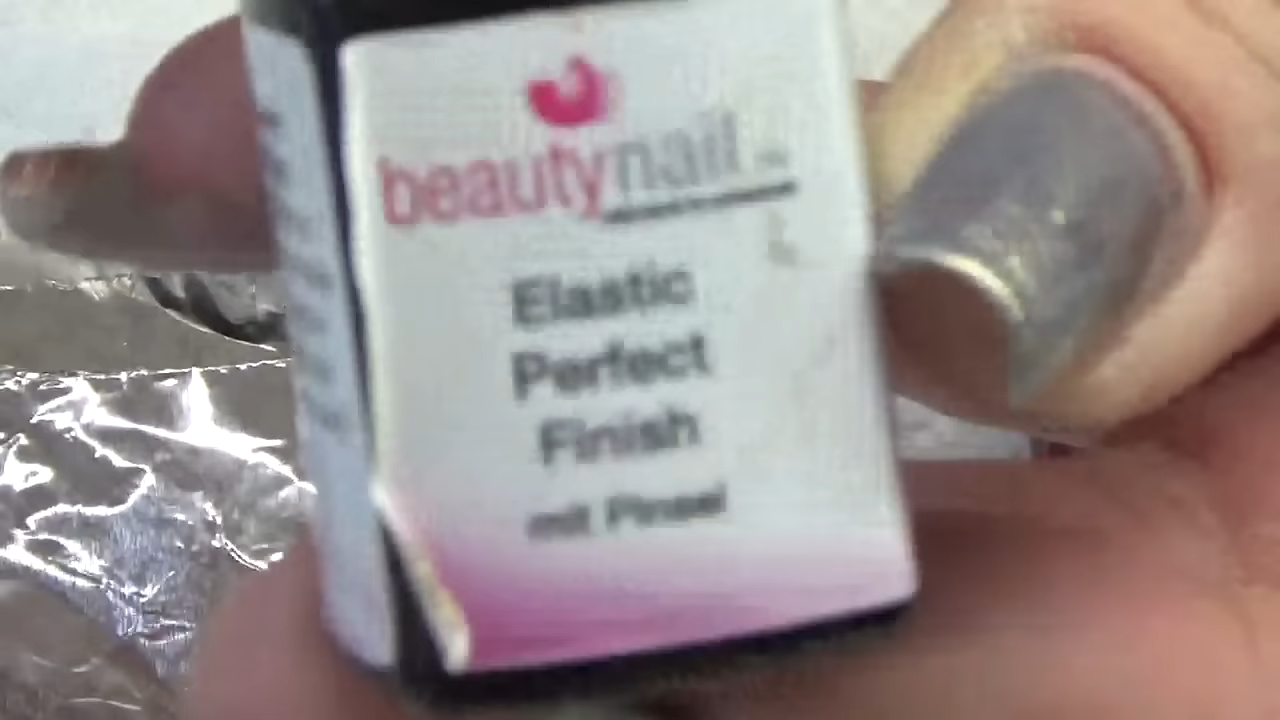 beautynail
Elastic
Perfect
Finish
mit Pinsel